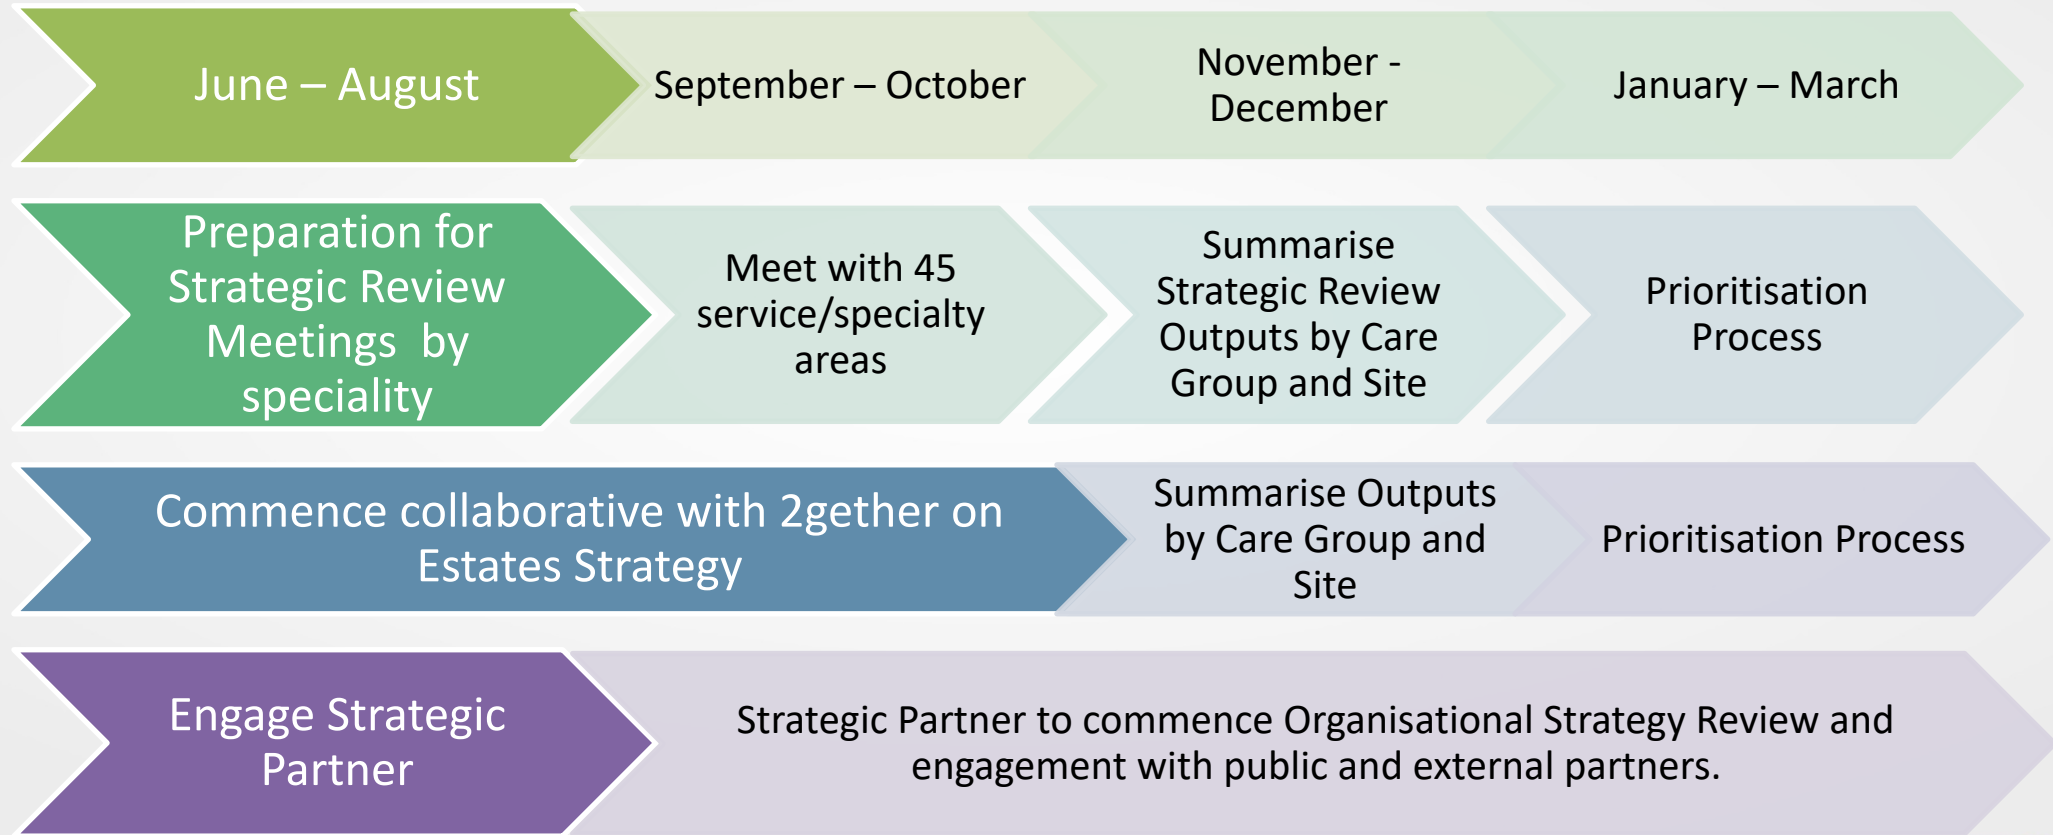 June – August
September – October
November -
December
January – March
Preparation for
Strategic Review
Meetings  by
speciality
Meet with 45
service/specialty
areas
Summarise
Strategic Review
Outputs by Care
Group and Site
Prioritisation
Process
Commence collaborative with 2gether on
Estates Strategy
Summarise Outputs
by Care Group and
Site
Prioritisation Process
Engage Strategic
Partner
Strategic Partner to commence Organisational Strategy Review and
engagement with public and external partners.